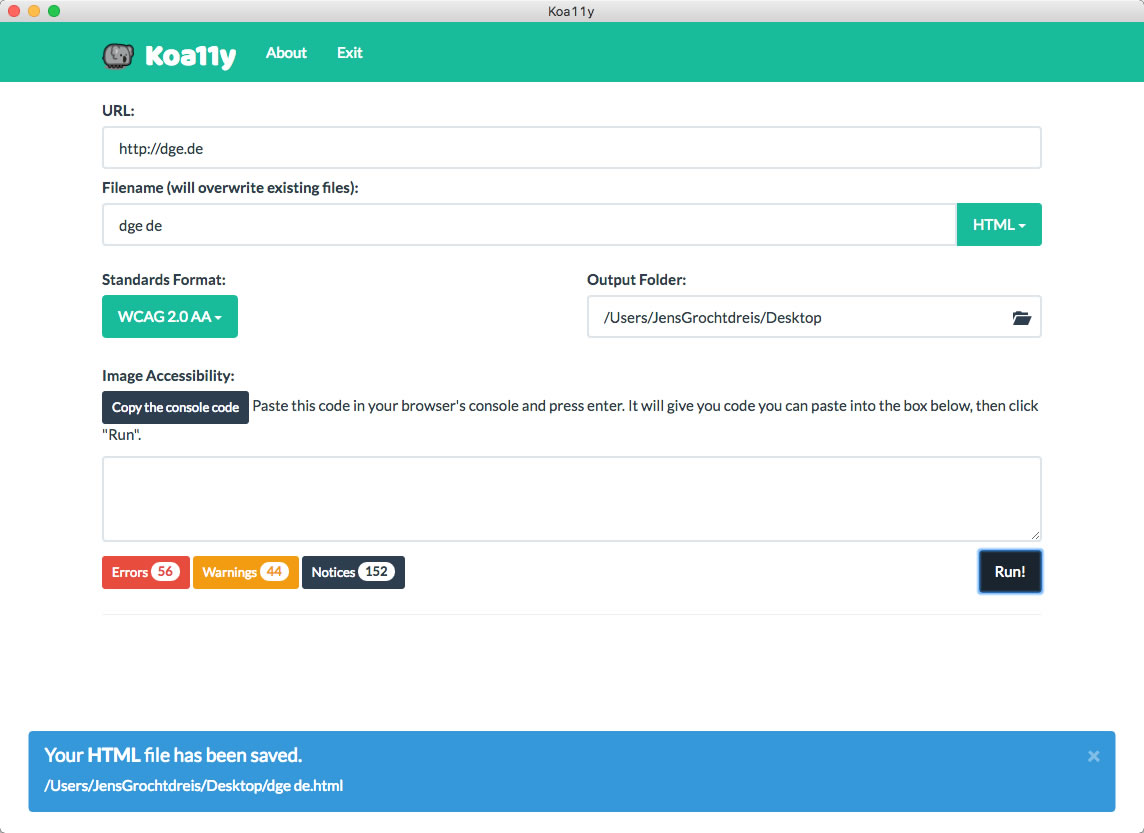 Koa11y
Koa11y About Exit
URL:
http://dge.de
Filename (will overwrite existing files):
dge de HTML
Standards Format: Output Folder:
WCAG 2.0 AA /Users/JensGrochtdreis/Desktop
Image Accessibility:
Copy the console code Paste this code in your browser's console and press enter. It will give you code you can paste into the box below, then click
"Run".
Errors 56 Warnings 44 Notices 152 Run!
Your HTML file has been saved. ×
/Users/JensGrochtdreis/Desktop/dge de.html